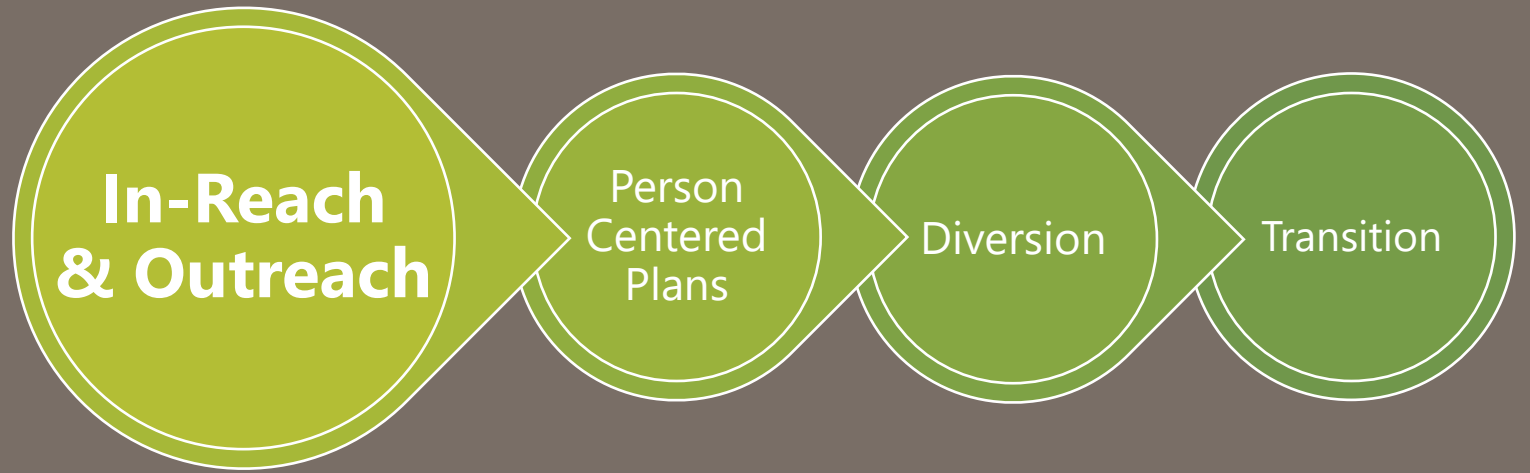 In-Reach
& Outreach
Person
Centered
Plans
Diversion
Transition